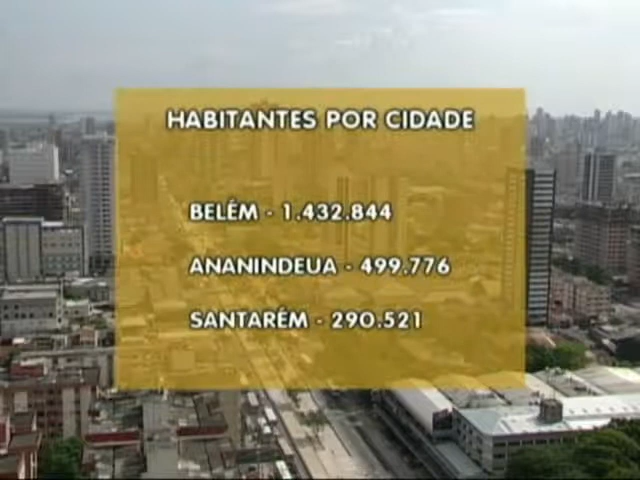 HABITANTES POR CIDADE
BELÉM - 1.432.844
ANANINDEUA - 499.776
SANTARÉM - 290.521